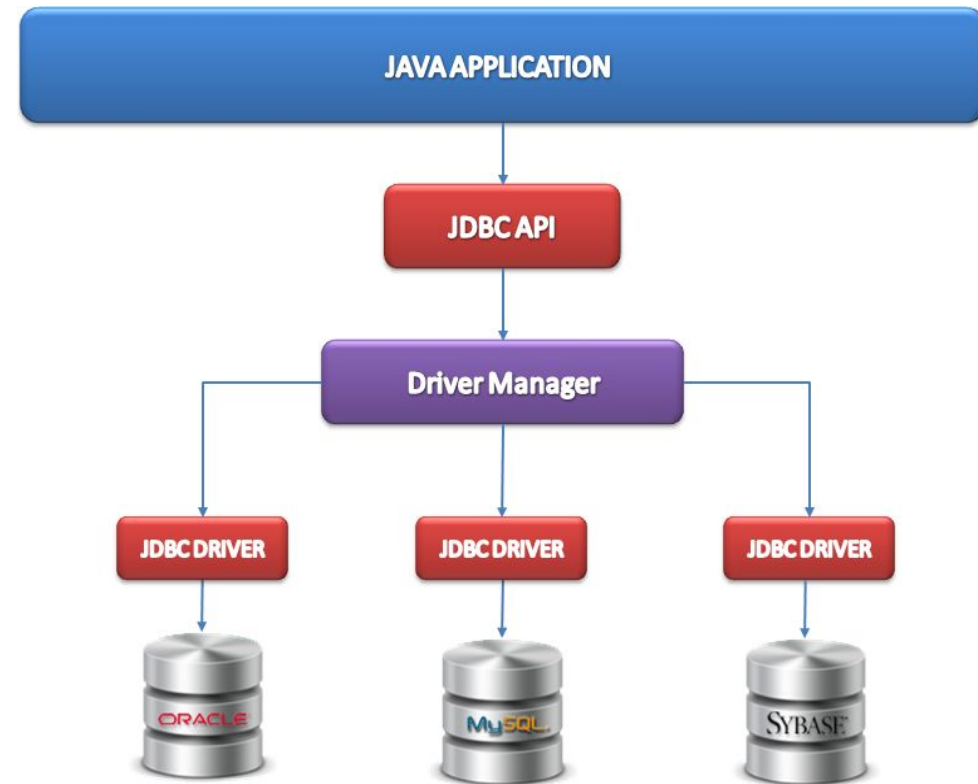 JAVA APPLICATION
JDBC API
Driver Manager
JDBC DRIVER
JDBC DRIVER
JDBC DRIVER
ORACLE
MySQL
SYBASE